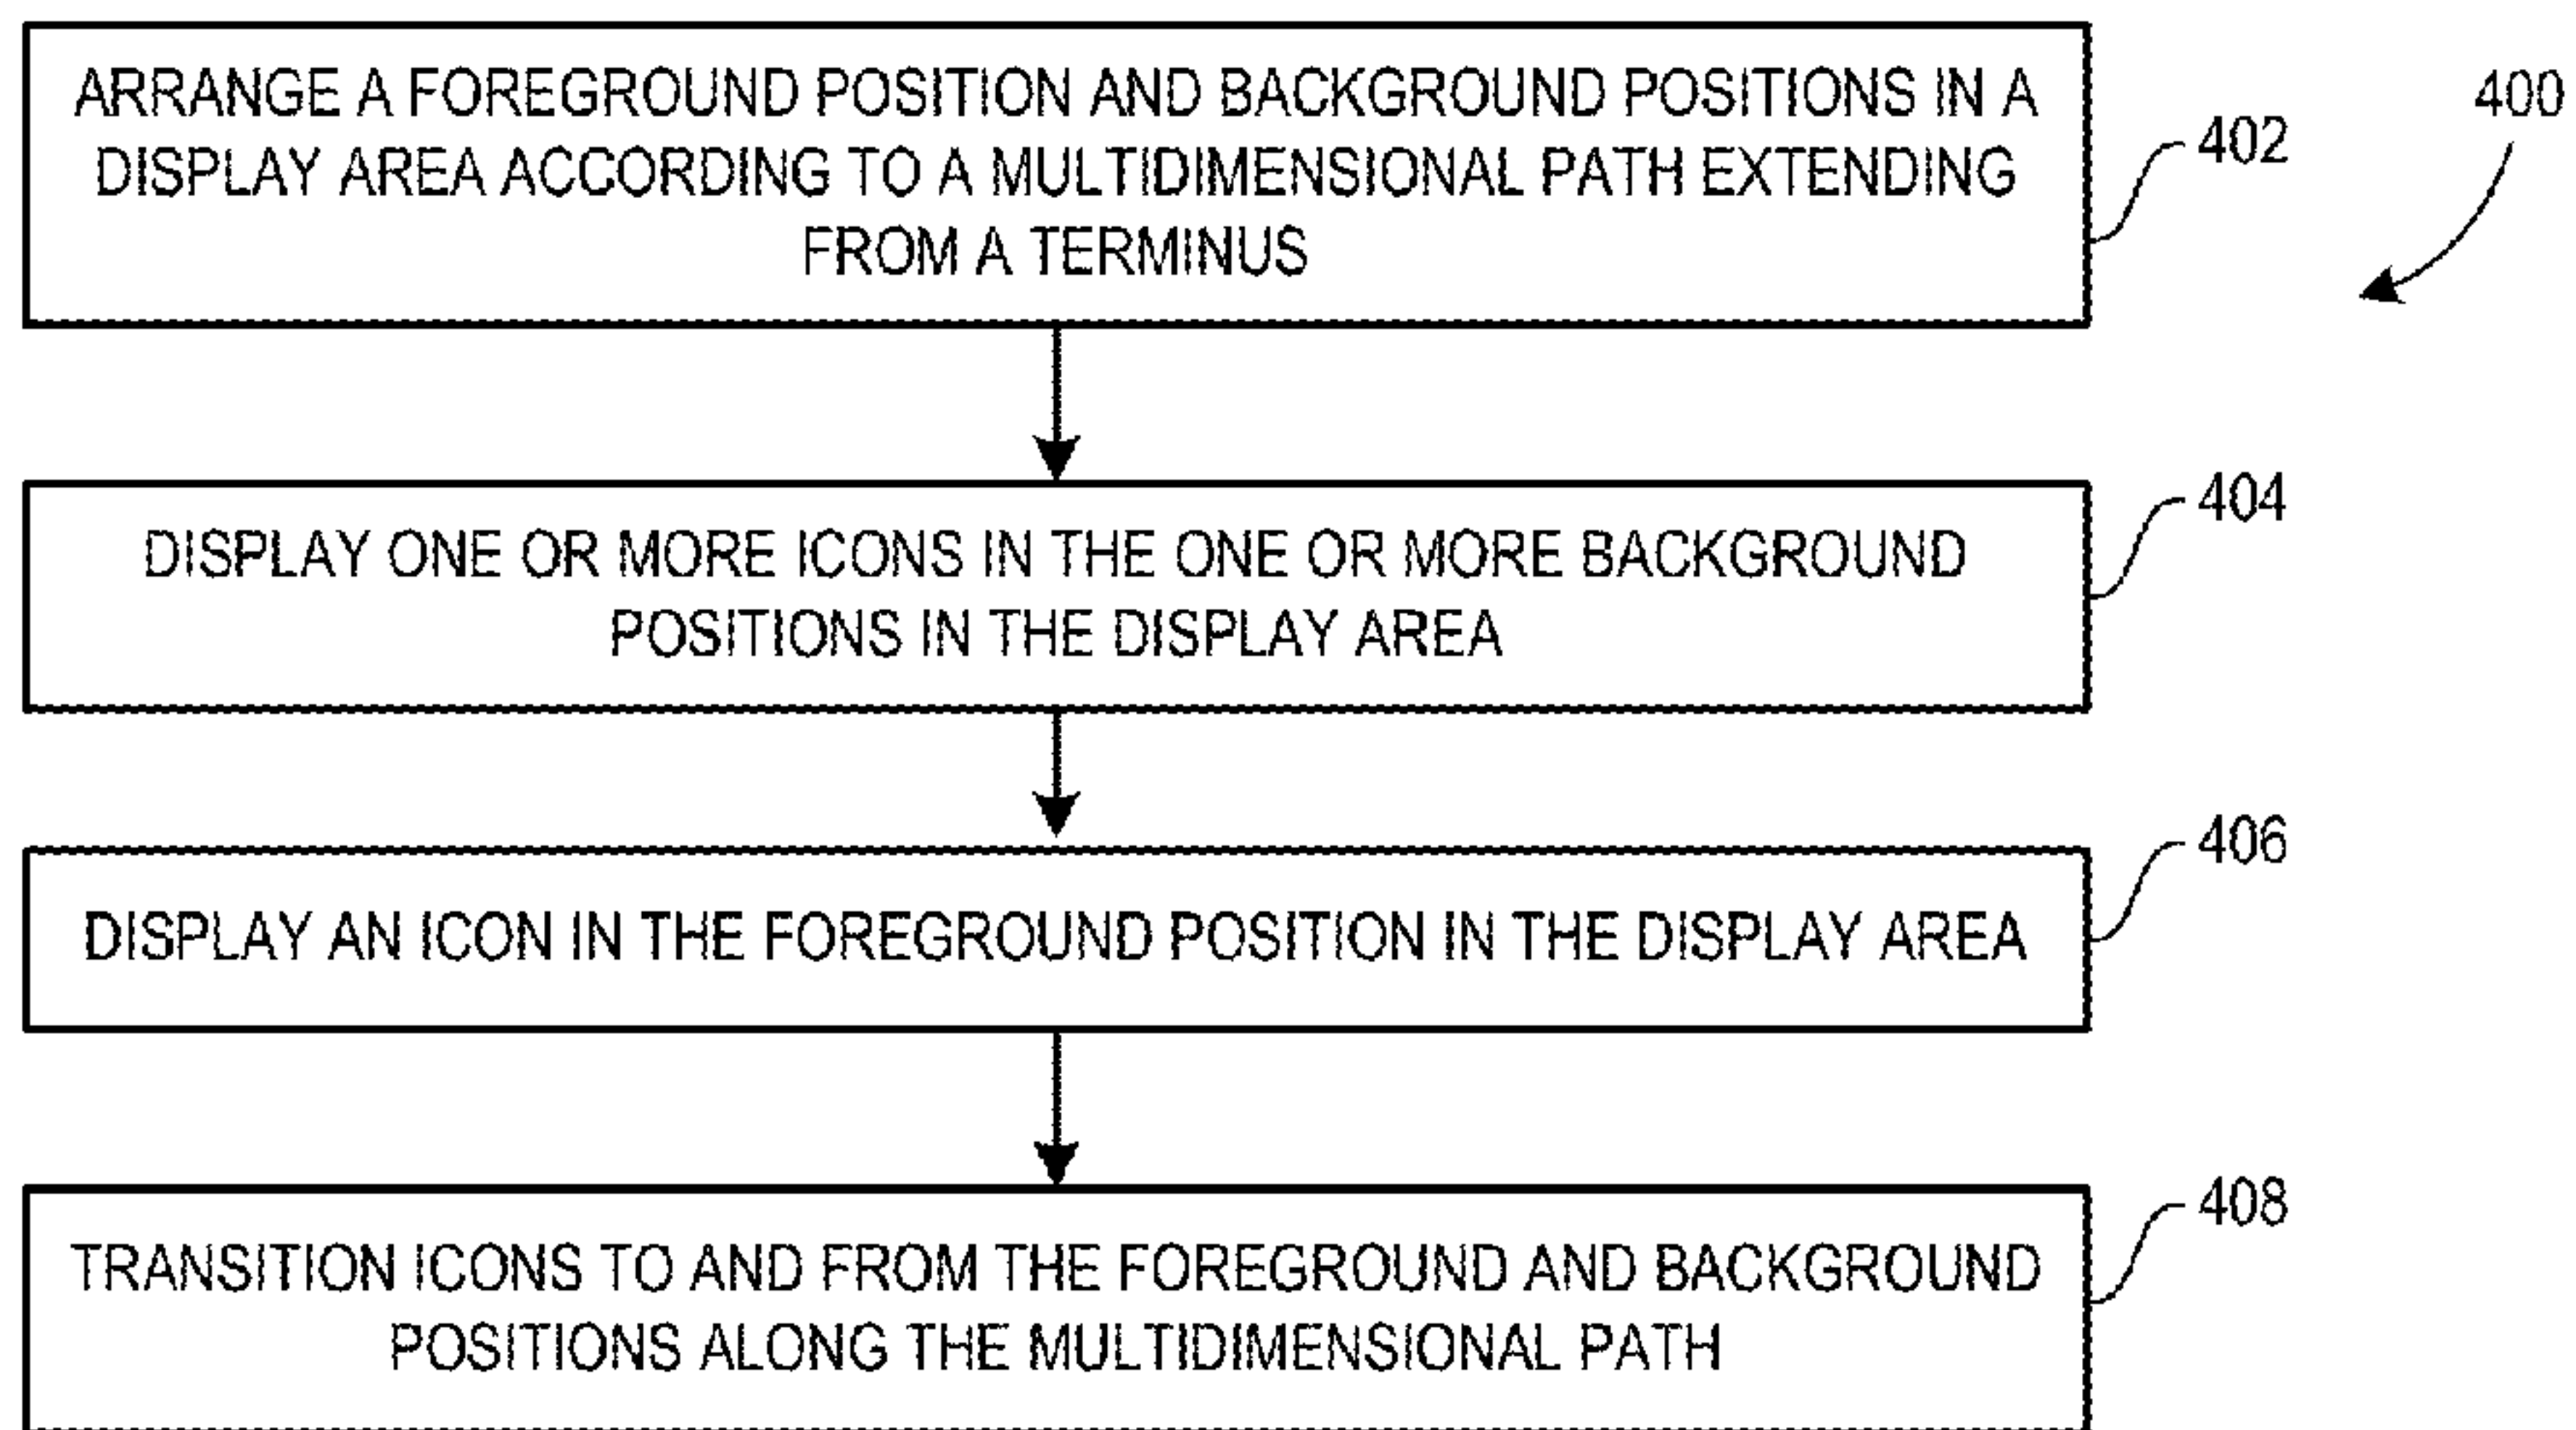 ARRANGE A FOREGROUND POSITION AND BACKGROUND POSITIONS IN A
DISPLAY AREA ACCORDING TO A MULTIDIMENSIONAL PATH EXTENDING
FROM A TERMINUS
402
400
DISPLAY ONE OR MORE ICONS IN THE ONE OR MORE BACKGROUND
POSITIONS IN THE DISPLAY AREA
404
DISPLAY AN ICON IN THE FOREGROUND POSITION IN THE DISPLAY AREA
406
TRANSITION ICONS TO AND FROM THE FOREGROUND AND BACKGROUND
POSITIONS ALONG THE MULTIDIMENSIONAL PATH
408